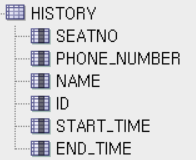 HISTORY
SEATNO
PHONE_NUMBER
NAME
ID
START_TIME
END_TIME